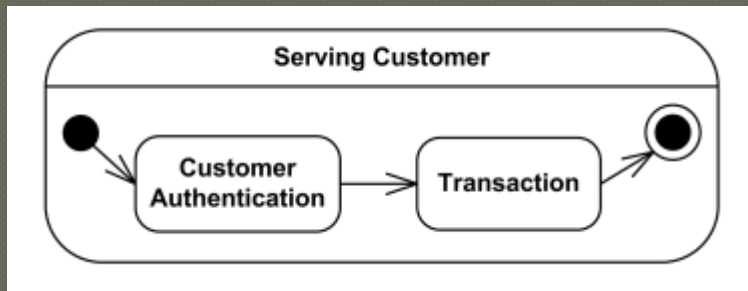 Serving Customer
Customer
Authentication
Transaction